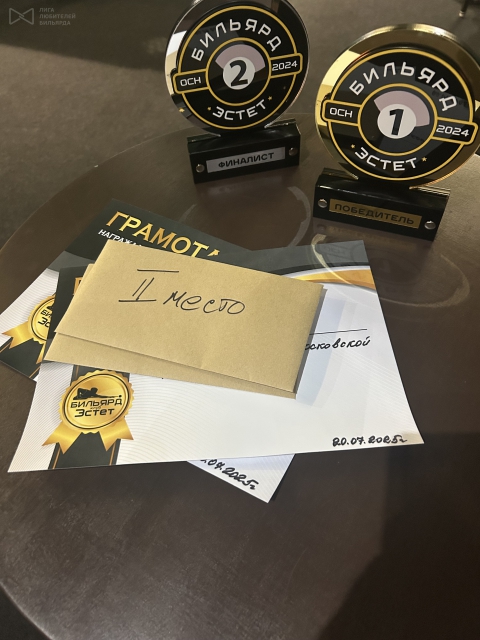 ЛИГА
ЛЮБИТЕЛЕЙ
БИЛЬЯРДА
БИЛЬЯРД
2
ОСН
ЭСТЕТ
ФИНАЛИСТ
БИЛЬЯРД
1
ОСН
2024
ЭСТЕТ
ПОБЕДИТЕЛЬ
ГРАМОТА
II место
20.07.2025г
БИЛЬЯРД
Эстет